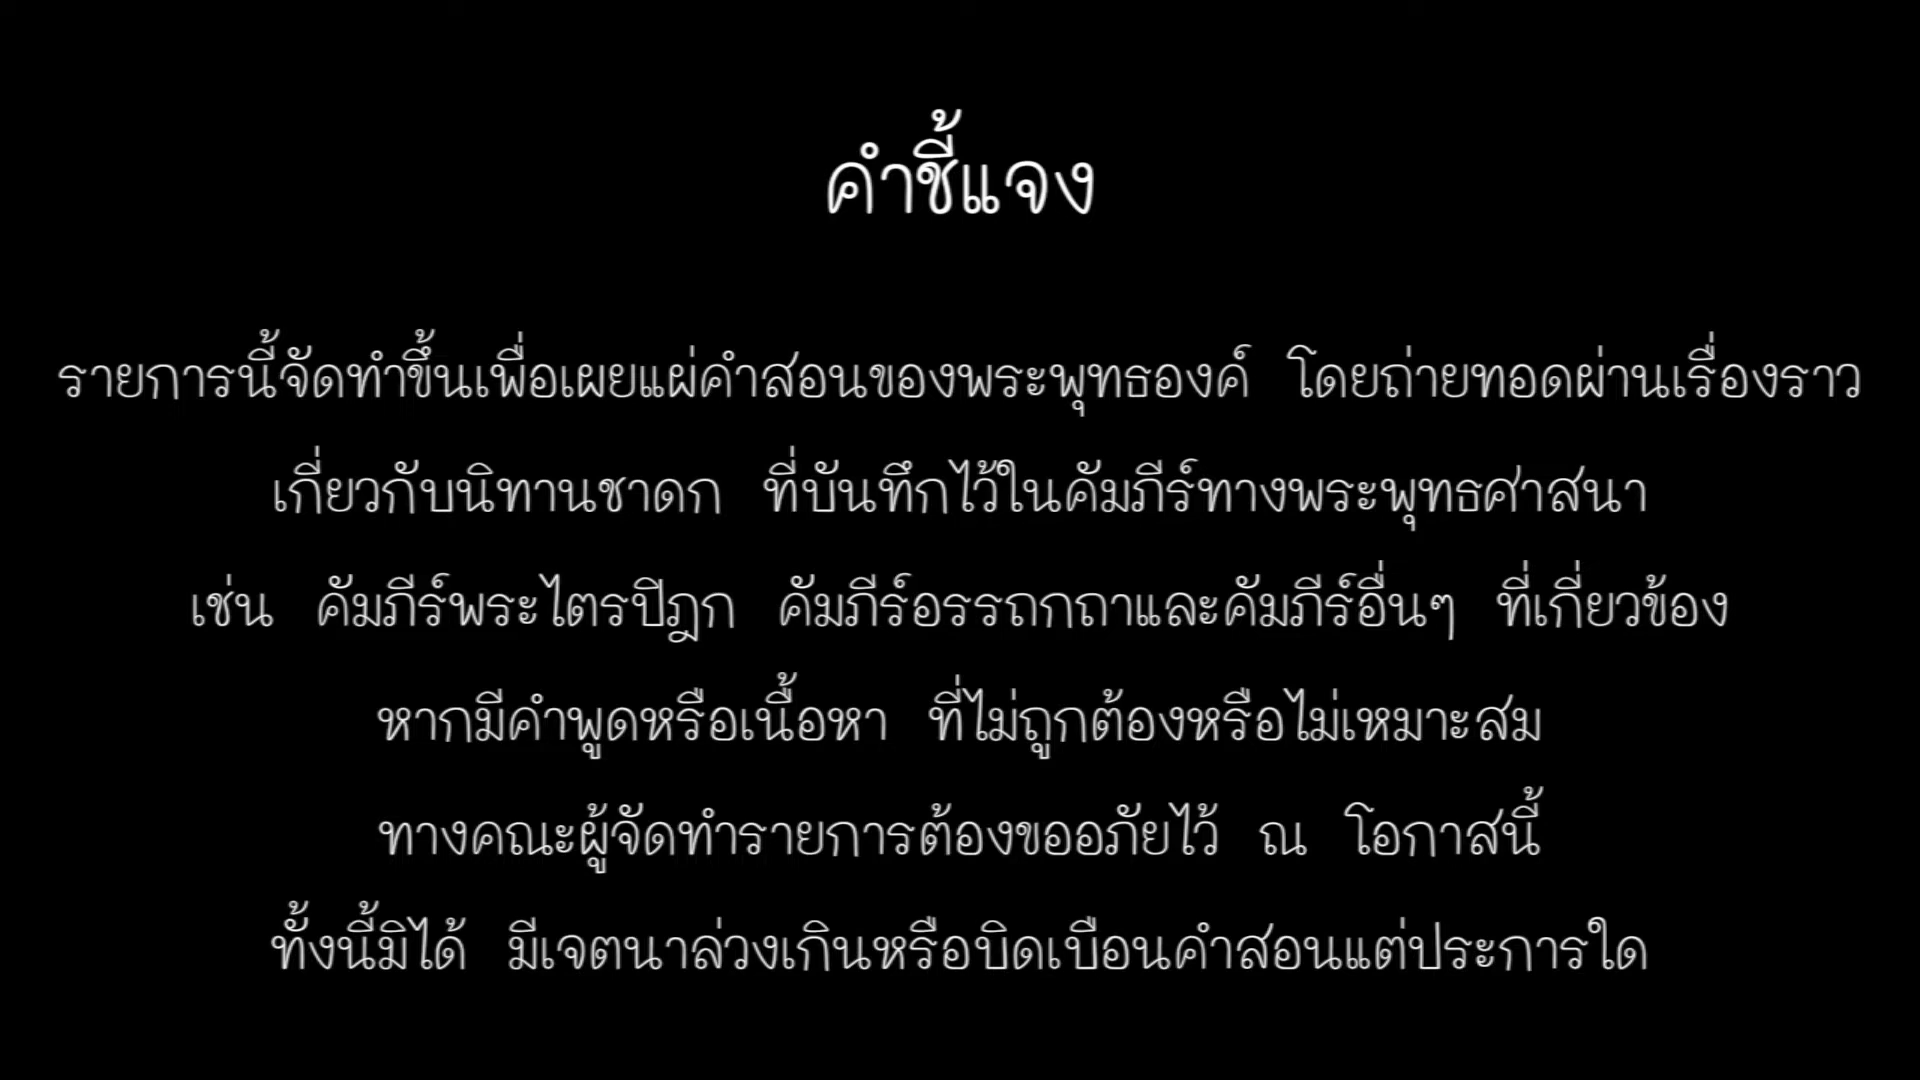 คำชี้แจง
รายการนี้จัดทำขึ้นเพื่อเผยแผ่คำสอนของพระพุทธองค์ โดยถ่ายทอดผ่านเรื่องราว
เกี่ยวกับนิทานชาดก ที่บันทึกไว้ในคัมภีร์ทางพระพุทธศาสนา
เช่น คัมภีร์พระไตรปิฎก คัมภีร์อรรถกถาและคัมภีร์อื่นๆ ที่เกี่ยวข้อง
หากมีคำพูดหรือเนื้อหา ที่ไม่ถูกต้องหรือไม่เหมาะสม
ทางคณะผู้จัดทำรายการต้องขออภัยไว้ ณ โอกาสนี้
ทั้งนี้มิได้ มีเจตนาล่วงเกินหรือบิดเบือนคำสอนแต่ประการใด